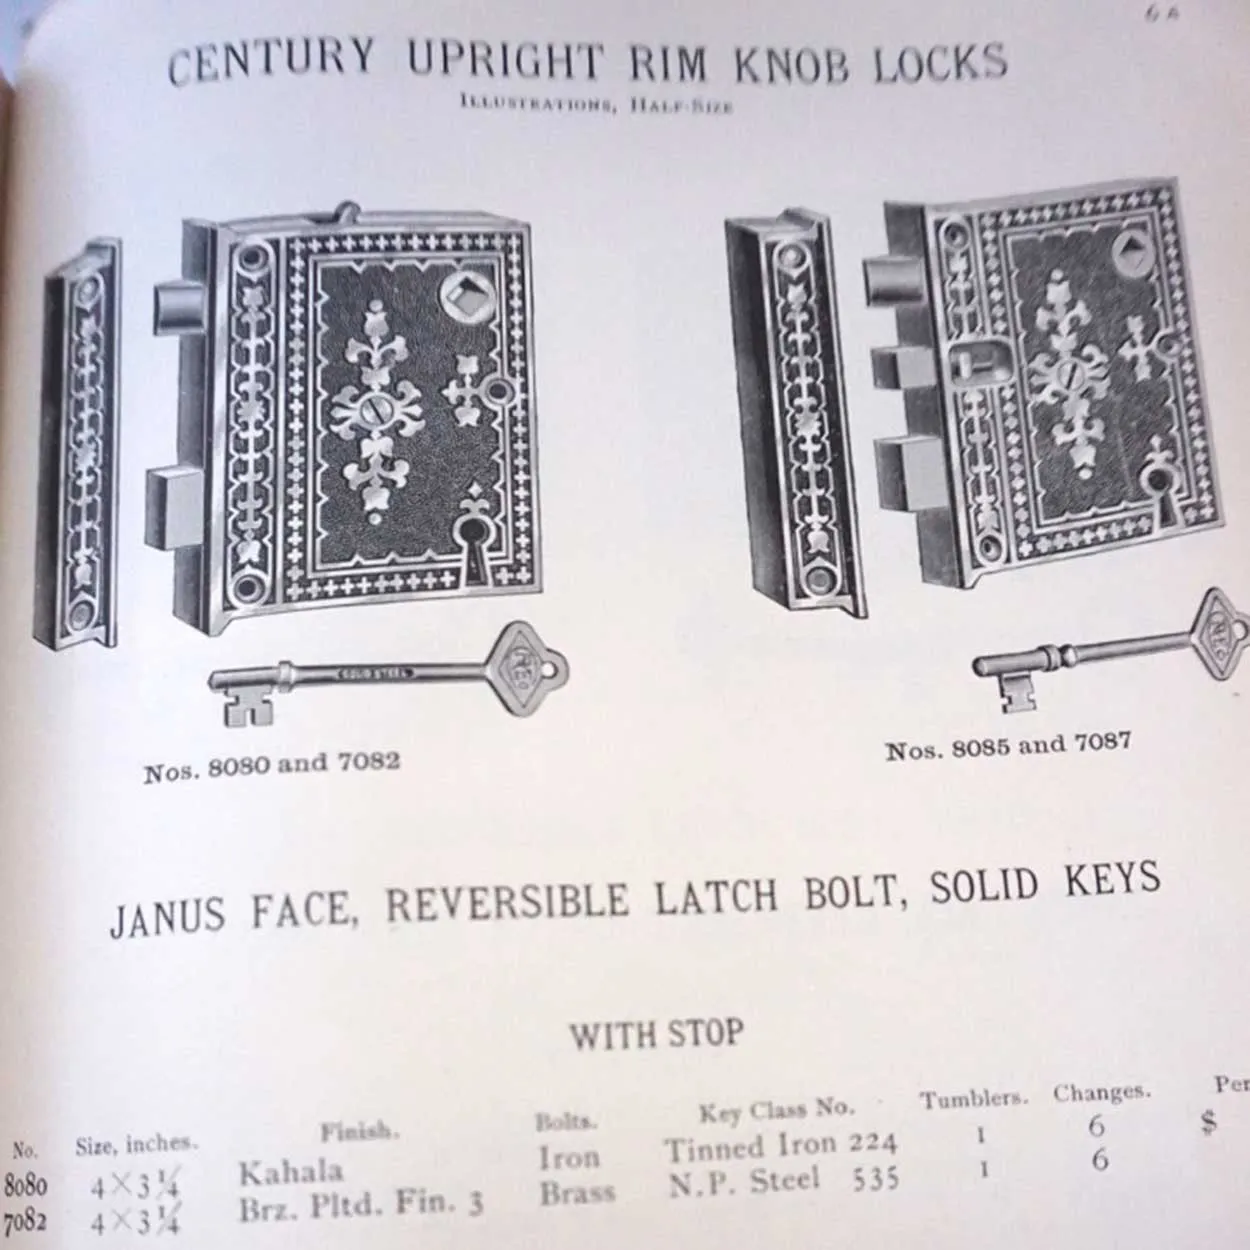 CENTURY UPRIGHT RIM KNOB LOCKS
ILLUSTRATIONS, HALF-SIZE
Nos. 8080 and 7082
Nos. 8085 and 7087
JANUS FACE, REVERSIBLE LATCH BOLT, SOLID KEYS
WITH STOP
No. Size, inches. Finish. Bolts. Key Class No. Tumblers. Changes. Per
8080 4×3¼ Kahala Iron Tinned Iron 224 1 6 $
7082 4×3¼ Brz. Pltd. Fin. 3 Brass N.P. Steel 535 1 6